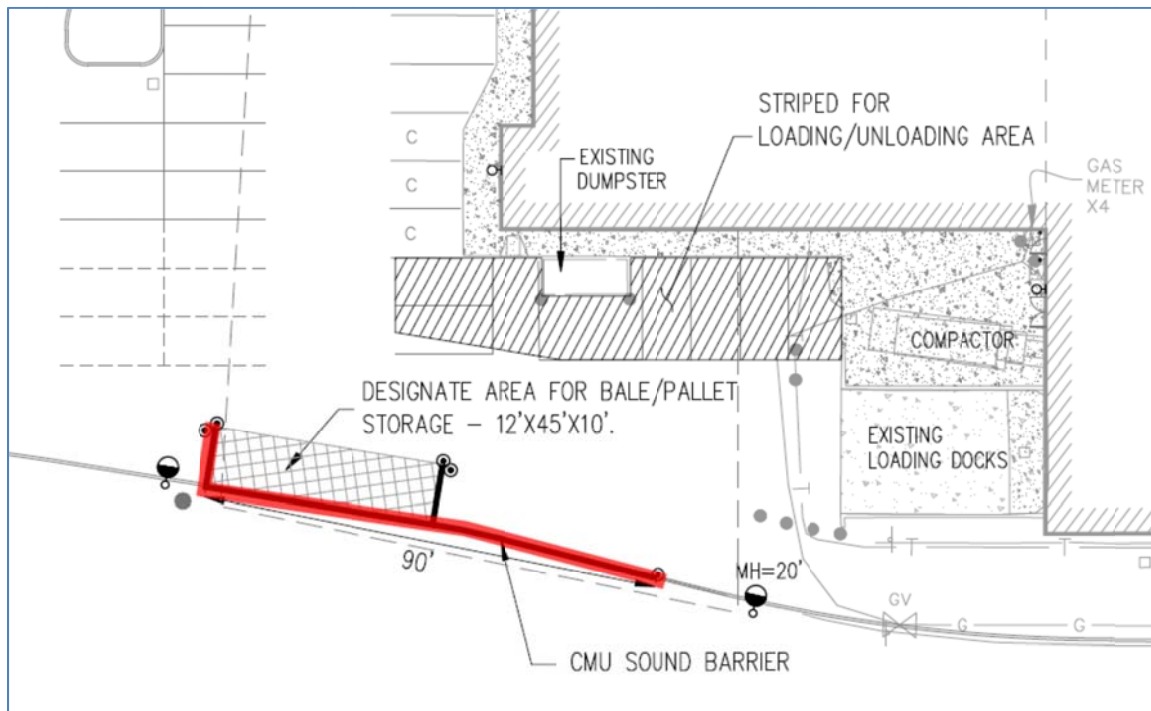 STRIPED FOR
LOADING/UNLOADING AREA
EXISTING
DUMPSTER
GAS
METER
X4
C
C
C
COMPACTOR
DESIGNATE AREA FOR BALE/PALLET
STORAGE – 12'X45'X10'.
EXISTING
LOADING DOCKS
T
T
T
90'
MH=20'
GV
G
G
CMU SOUND BARRIER